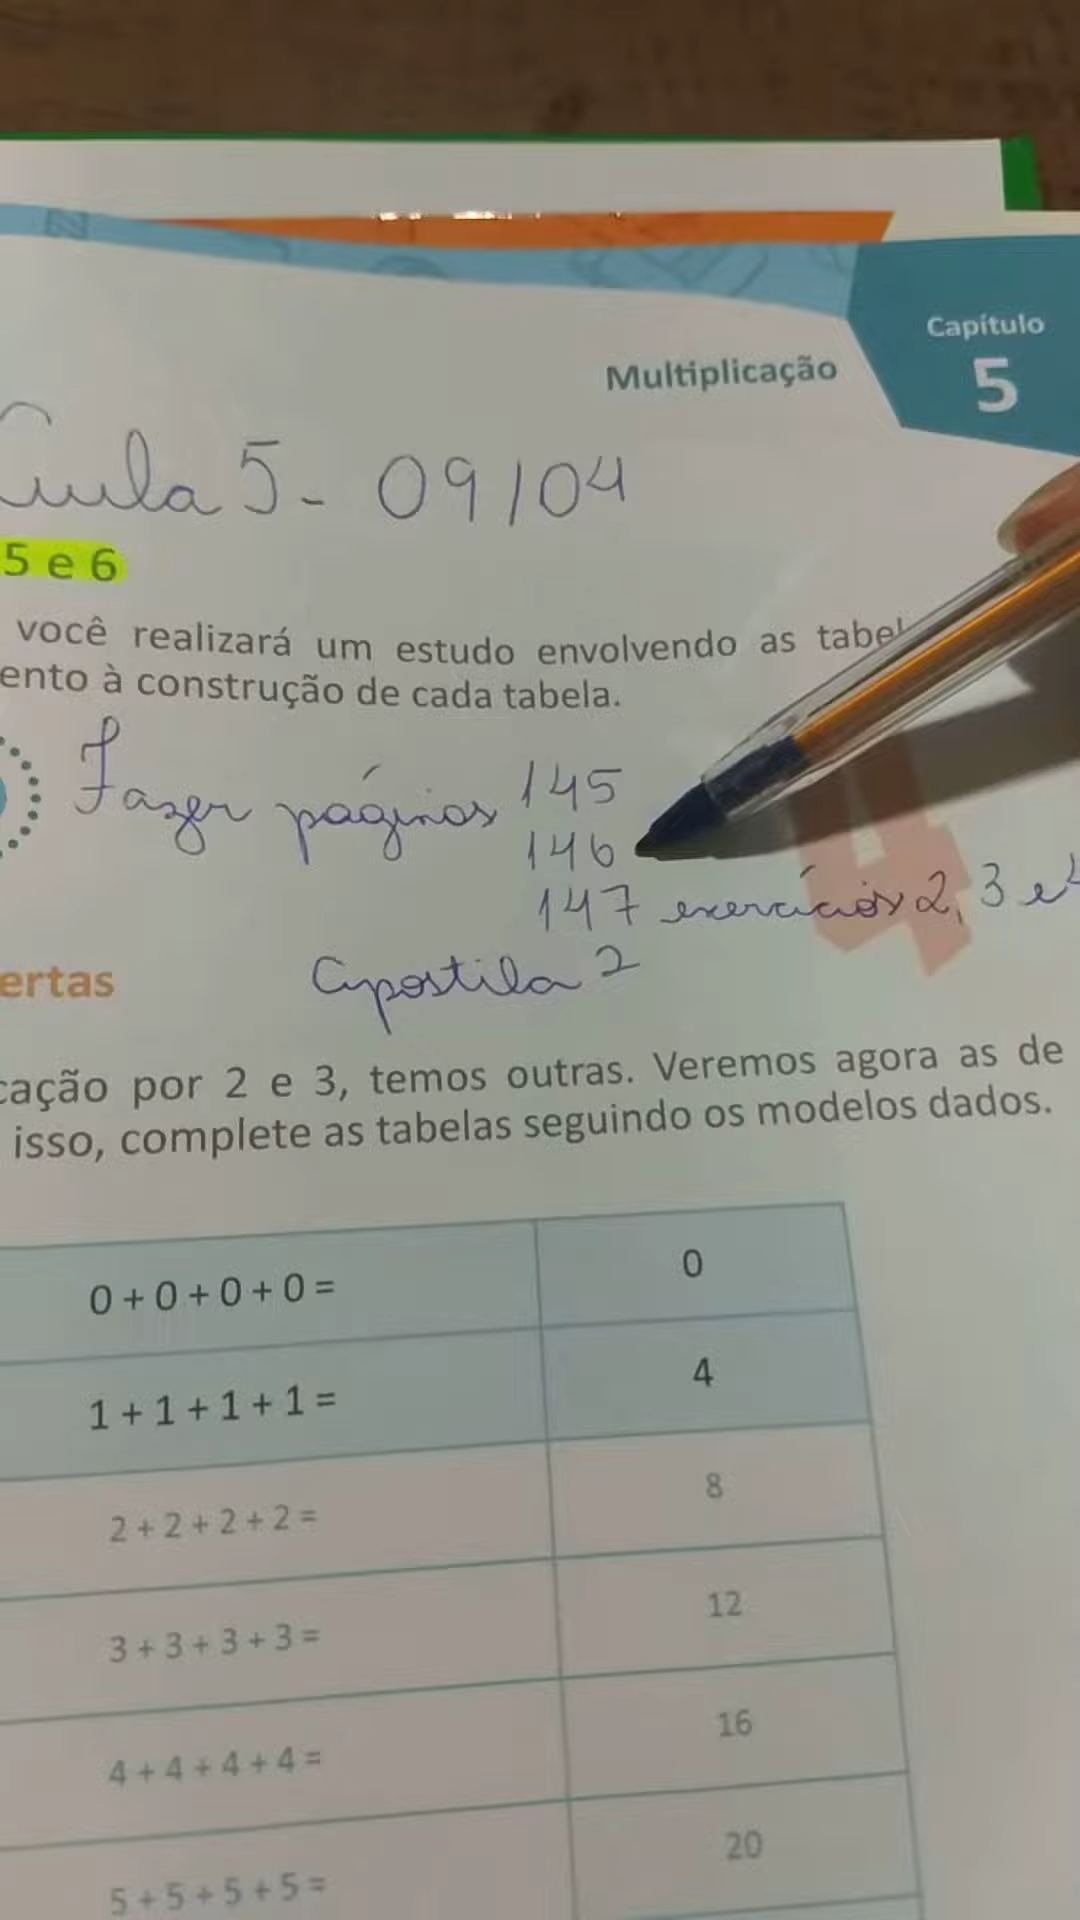 Capítulo
5
Multiplicação
Aula 5 - 09/04
5 e 6
você realizará um estudo envolvendo as
ento à construção de cada tabela.
Fazer páginas 145
146
147 exercícios 2, 3 e
Apostila 2
ertas
cação por 2 e 3, temos outras. Veremos agora as de
isso, complete as tabelas seguindo os modelos dados.
0 + 0 + 0 + 0 = 0
1 + 1 + 1 + 1 = 4
2 + 2 + 2 + 2 = 8
3 + 3 + 3 + 3 = 12
4 + 4 + 4 + 4 = 16
5 + 5 + 5 + 5 = 20